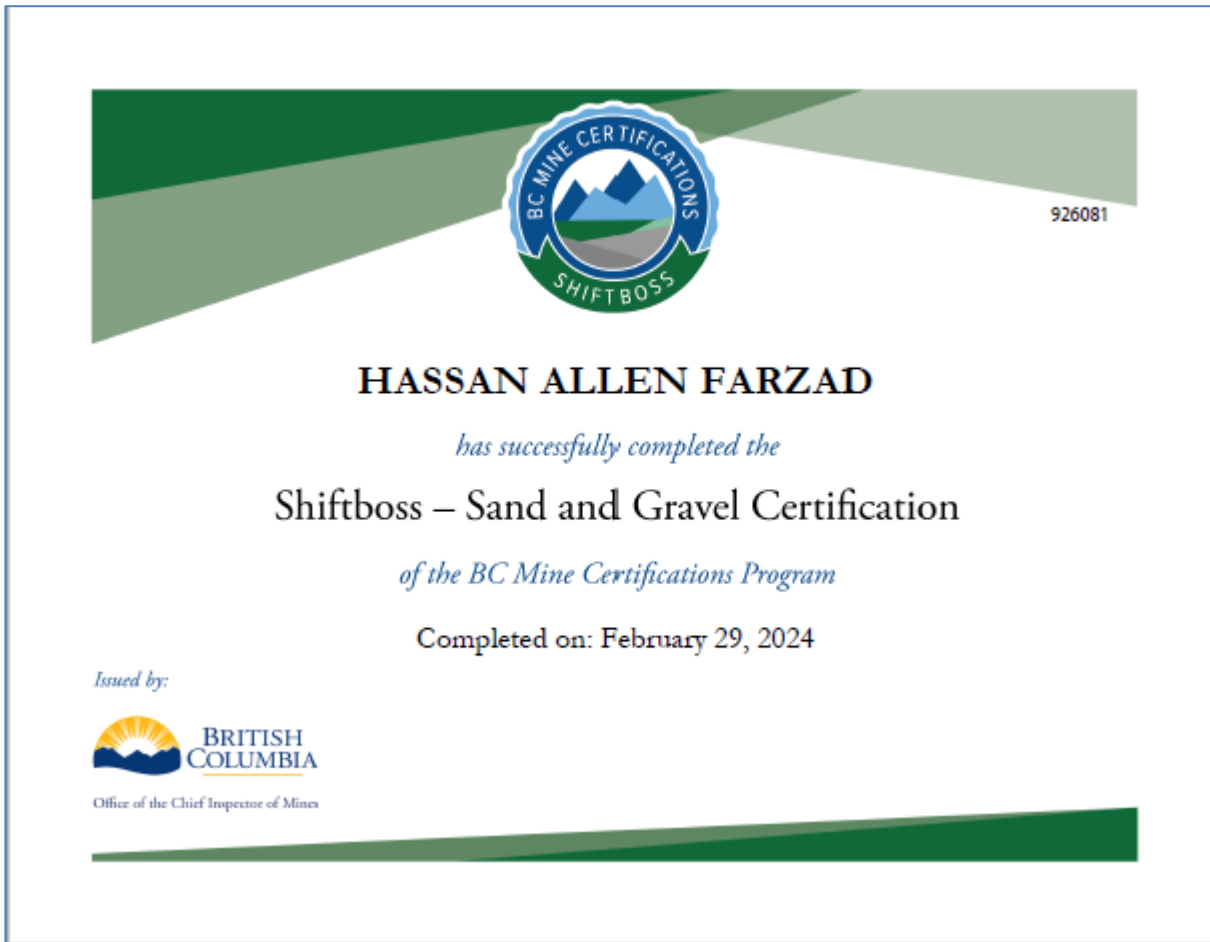 BC MINE CERTIFICATIONS
SHIFTBOSS
926081
HASSAN ALLEN FARZAD
has successfully completed the
Shiftboss – Sand and Gravel Certification
of the BC Mine Certifications Program
Completed on: February 29, 2024
Issued by:
BRITISH
COLUMBIA
Office of the Chief Inspector of Mines